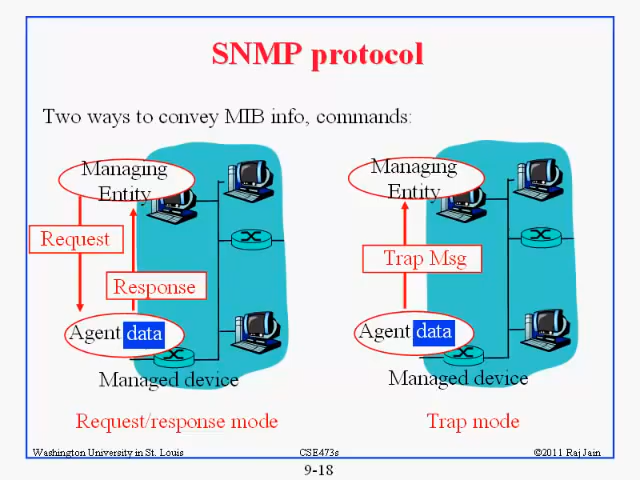 SNMP protocol
Two ways to convey MIB info, commands:
Managing
Entity
Request
Response
Agent data
Managed device
Request/response mode
Managing
Entity
Trap Msg
Agent data
Managed device
Trap mode
Washington University in St. Louis
CSE473s
©2011 Raj Jain
9-18